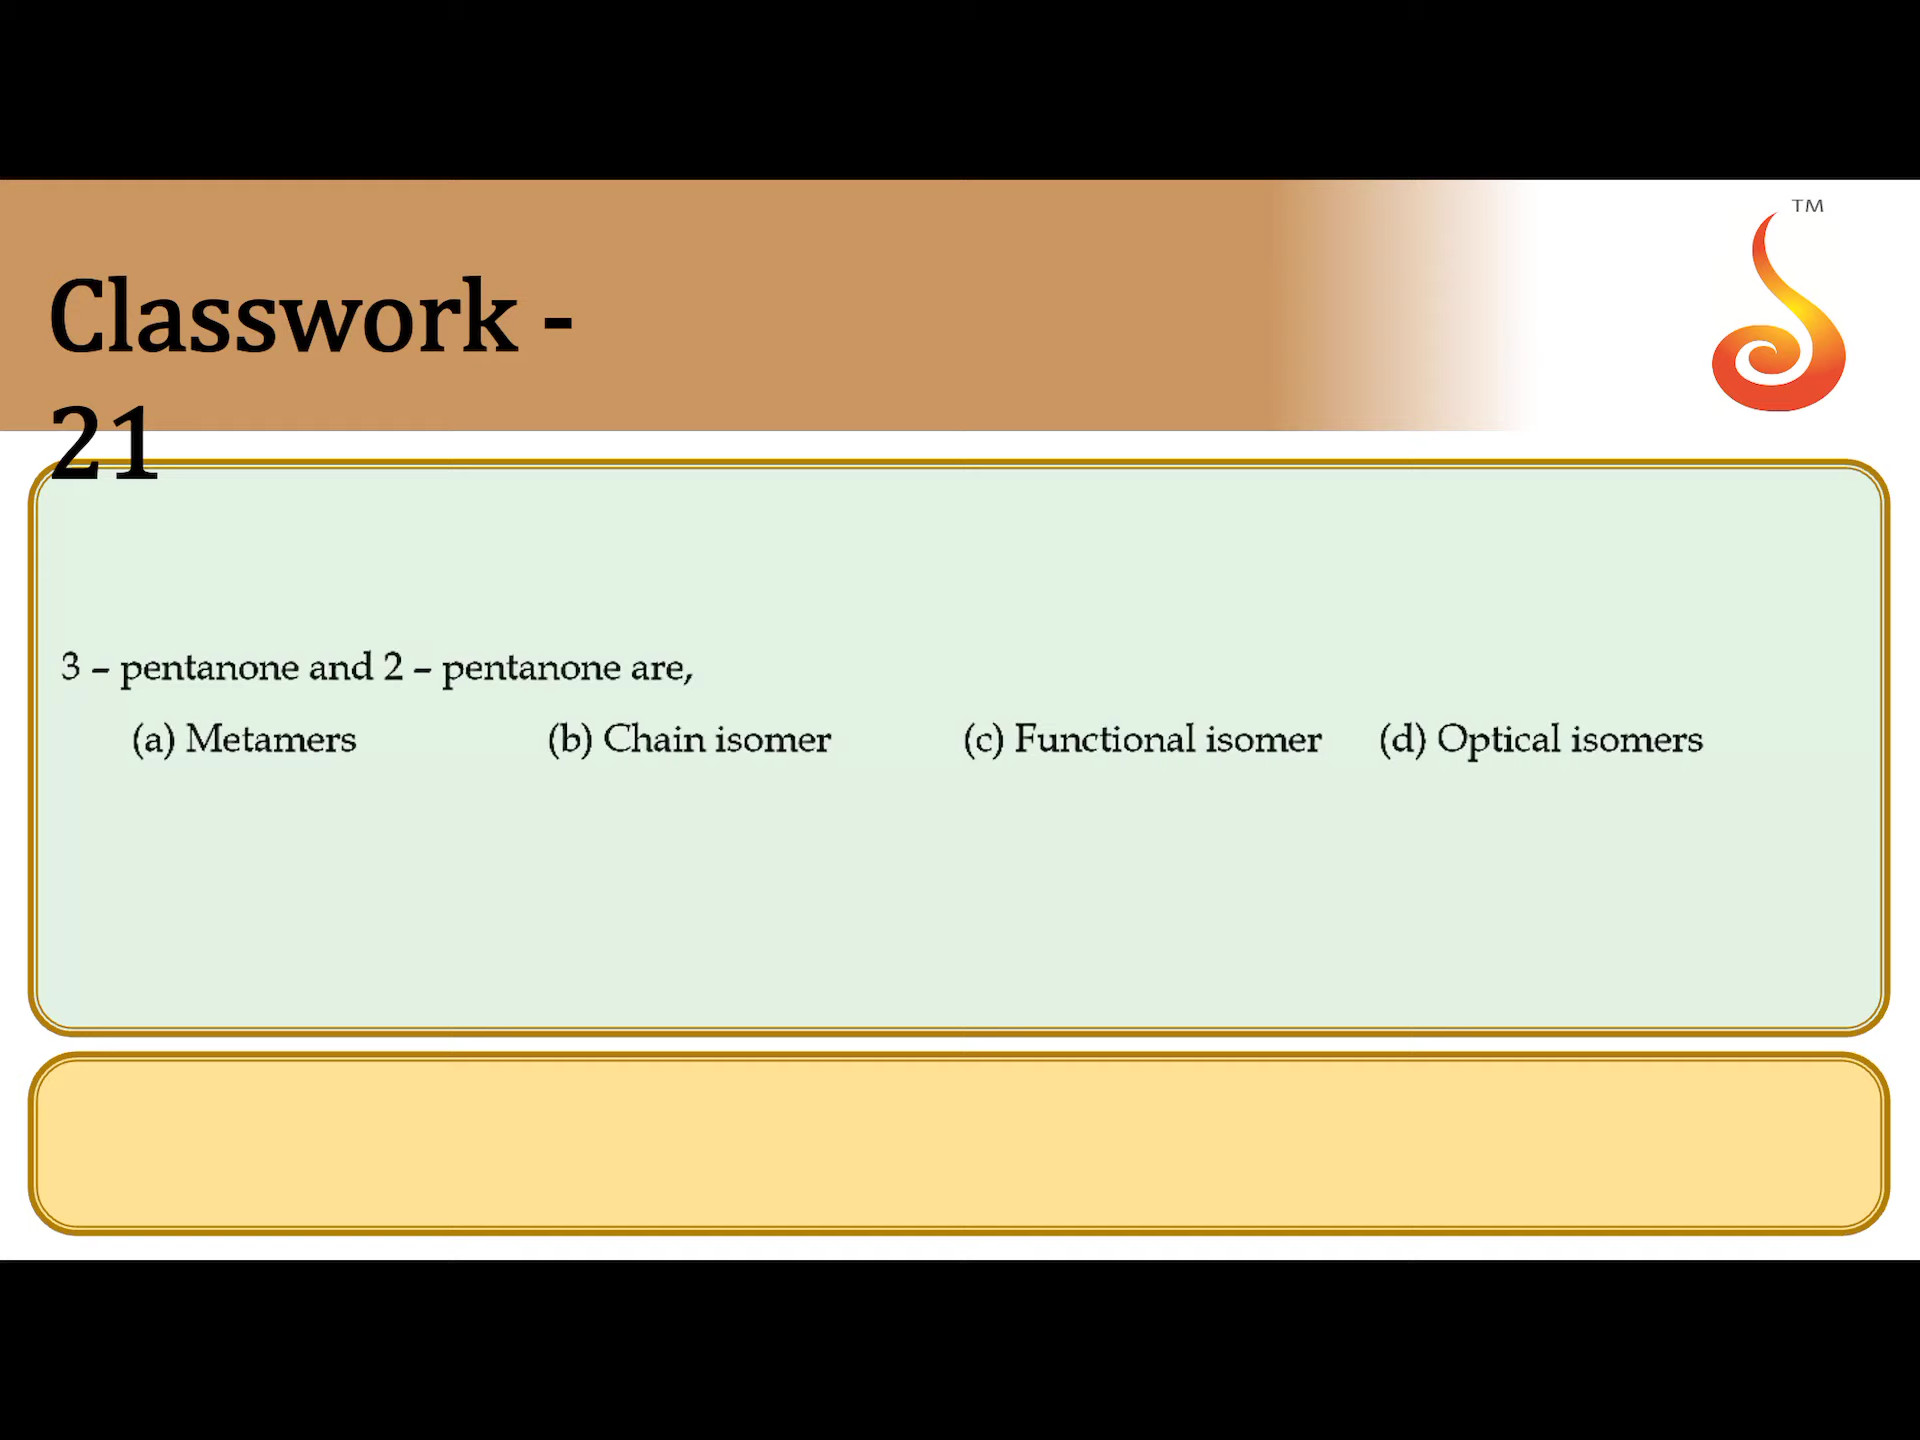 TM
Classwork -
21
3 – pentanone and 2 – pentanone are,
(a) Metamers (b) Chain isomer (c) Functional isomer (d) Optical isomers